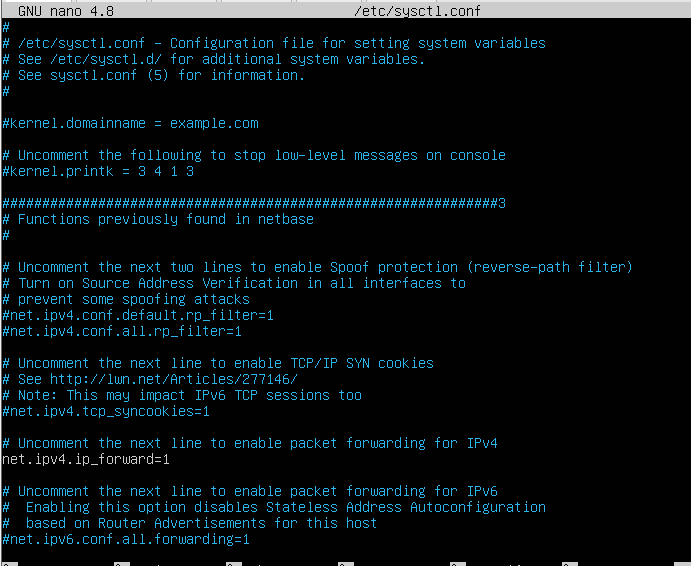 GNU nano 4.8 /etc/sysctl.conf
#
# /etc/sysctl.conf - Configuration file for setting system variables
# See /etc/sysctl.d/ for additional system variables.
# See sysctl.conf (5) for information.
#
#kernel.domainname = example.com
# Uncomment the following to stop low-level messages on console
#kernel.printk = 3 4 1 3
##############################################################3
# Functions previously found in netbase
#
# Uncomment the next two lines to enable Spoof protection (reverse-path filter)
# Turn on Source Address Verification in all interfaces to
# prevent some spoofing attacks
#net.ipv4.conf.default.rp_filter=1
#net.ipv4.conf.all.rp_filter=1
# Uncomment the next line to enable TCP/IP SYN cookies
# See http://lwn.net/Articles/277146/
# Note: This may impact IPv6 TCP sessions too
#net.ipv4.tcp_syncookies=1
# Uncomment the next line to enable packet forwarding for IPv4
net.ipv4.ip_forward=1
# Uncomment the next line to enable packet forwarding for IPv6
#  Enabling this option disables Stateless Address Autoconfiguration
#  based on Router Advertisements for this host
#net.ipv6.conf.all.forwarding=1